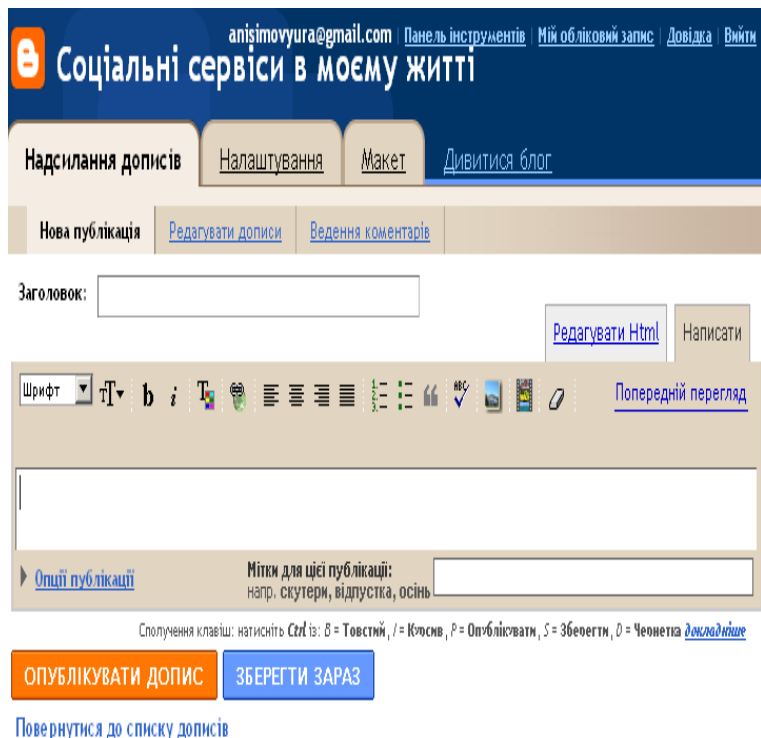 anisimovyura@gmail.com | Панель інструментів | Мій обліковий запис | Довідка | Вийти
Соціальні сервіси в моєму житті
Надсилання дописів Налаштування Макет Дивитися блог
Нова публікація Редагувати дописи Ведення коментарів
Заголовок:
Редагувати Html Написати
Шрифт Попередній перегляд
Опції публікації Мітки для цієї публікації:
напр. скутери, відпустка, осінь
Сполучення клавіш: натисніть Ctrl із: B = Товстий, I = Курсив, P = Опублікувати, S = Зберегти, D = Чернетка докладніше
ОПУБЛІКУВАТИ ДОПИС ЗБЕРЕГТИ ЗАРАЗ
Повернутися до списку дописів